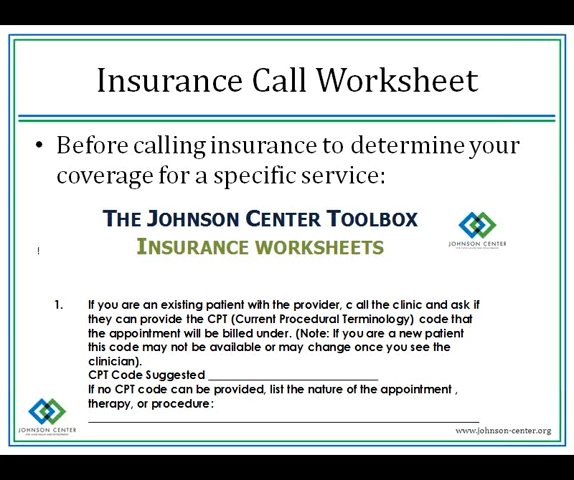 Insurance Call Worksheet
• Before calling insurance to determine your
coverage for a specific service:
THE JOHNSON CENTER TOOLBOX
INSURANCE WORKSHEETS
JOHNSON CENTER
!
1. If you are an existing patient with the provider, c all the clinic and ask if
they can provide the CPT (Current Procedural Terminology) code that
the appointment will be billed under. (Note: If you are a new patient
this code may not be available or may change once you see the
clinician).
CPT Code Suggested ____________________________
If no CPT code can be provided, list the nature of the appointment ,
therapy, or procedure:
JOHNSON CENTER
www.johnson-center.org